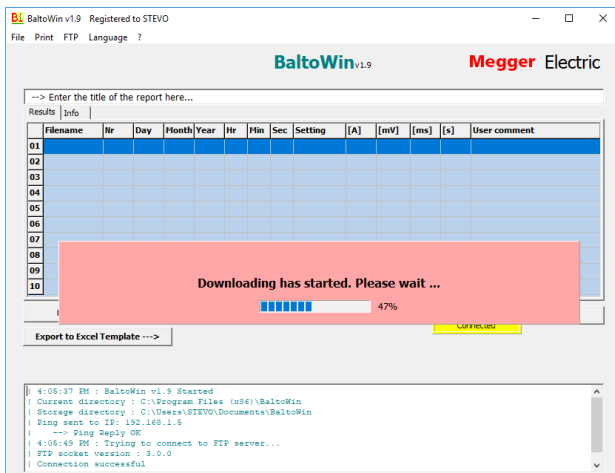 BaltoWin v1.9 Registered to STEVO
File Print FTP Language ?
BaltoWin v1.9
Megger Electric
--> Enter the title of the report here...
Results Info
Filename Nr Day Month Year Hr Min Sec Setting [A] [mV] [ms] [s] User comment
01
02
03
04
05
06
07
08
09
10
Downloading has started. Please wait ...
47%
Connected
Export to Excel Template --->
| 4:05:37 PM : BaltoWin v1.9 Started
| Current directory : C:\Program Files (x86)\BaltoWin
| Storage directory : C:\Users\STEVO\Documents\BaltoWin
| Ping sent to IP: 192.168.1.5
| --> Ping Reply OK
| 4:05:49 PM : Trying to connect to FTP server...
| FTP socket version : 3.0.0
| Connection successful